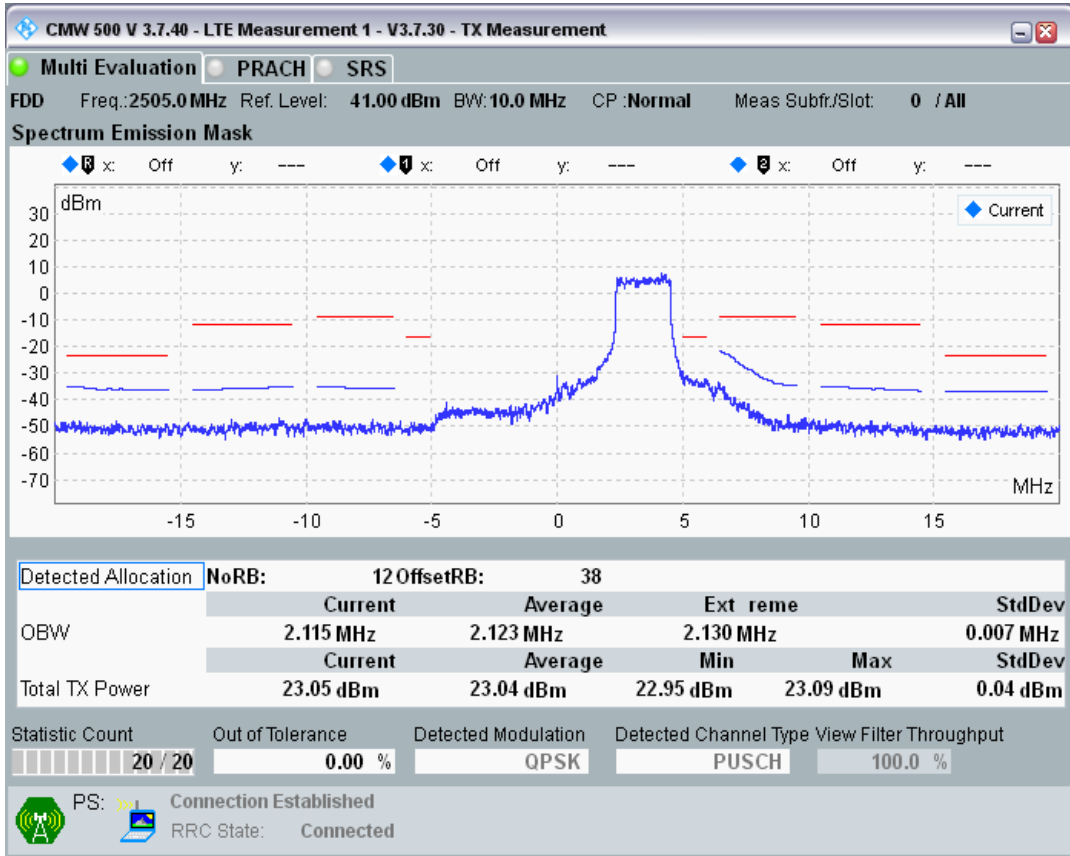 CMW 500 V 3.7.40 - LTE Measurement 1 - V3.7.30 - TX Measurement
Multi Evaluation PRACH SRS
FDD Freq.:2505.0 MHz Ref. Level: 41.00 dBm BW: 10.0 MHz CP :Normal Meas Subfr./Slot: 0 / All
Spectrum Emission Mask
R x: Off y: --- 1 x: Off y: --- 2 x: Off y: ---
dBm
Current
30
20
10
0
-10
-20
-30
-40
-50
-60
-70
MHz
-15 -10 -5 0 5 10 15
Detected Allocation NoRB: 12 OffsetRB: 38
Current Average Ext reme StdDev
OBW 2.115 MHz 2.123 MHz 2.130 MHz 0.007 MHz
Current Average Min Max StdDev
Total TX Power 23.05 dBm 23.04 dBm 22.95 dBm 23.09 dBm 0.04 dBm
Statistic Count Out of Tolerance Detected Modulation Detected Channel Type View Filter Throughput
20 / 20 0.00 % QPSK PUSCH 100.0 %
PS: Connection Established
RRC State: Connected